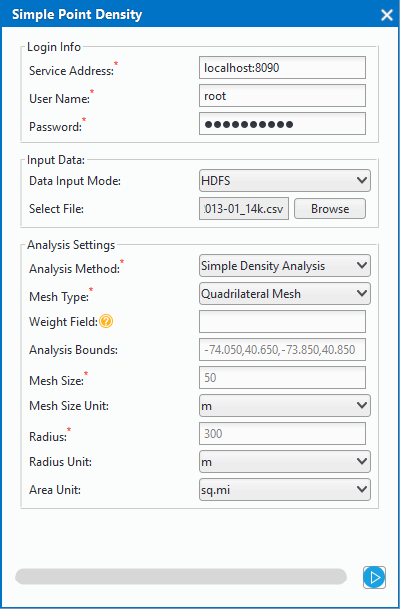 Simple Point Density
Login Info
Service Address:* localhost:8090
User Name:* root
Password:* ●●●●●●●●●●
Input Data:
Data Input Mode: HDFS
Select File: 013-01_14k.csv Browse
Analysis Settings
Analysis Method:* Simple Density Analysis
Mesh Type:* Quadrilateral Mesh
Weight Field: ?
Analysis Bounds: -74.050,40.650,-73.850,40.850
Mesh Size:* 50
Mesh Size Unit: m
Radius:* 300
Radius Unit: m
Area Unit: sq.mi